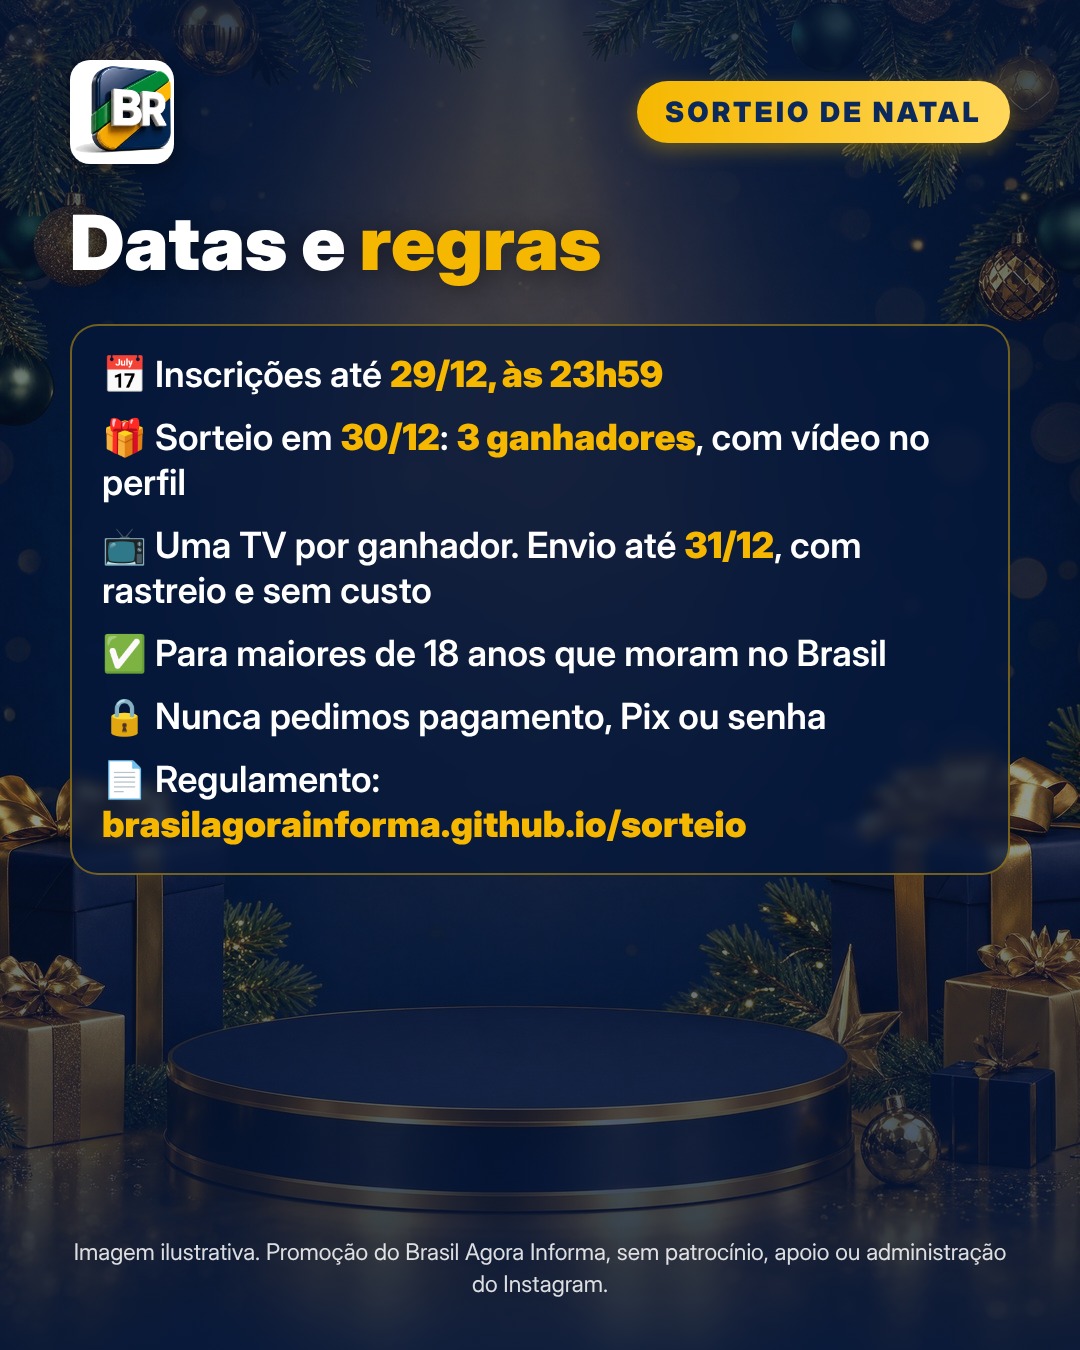 BR
SORTEIO DE NATAL
Datas e regras
July
17
Inscrições até 29/12, às 23h59
Sorteio em 30/12: 3 ganhadores, com vídeo no
perfil
Uma TV por ganhador. Envio até 31/12, com
rastreio e sem custo
Para maiores de 18 anos que moram no Brasil
Nunca pedimos pagamento, Pix ou senha
Regulamento:
brasilagorainforma.github.io/sorteio
Imagem ilustrativa. Promoção do Brasil Agora Informa, sem patrocínio, apoio ou administração
do Instagram.